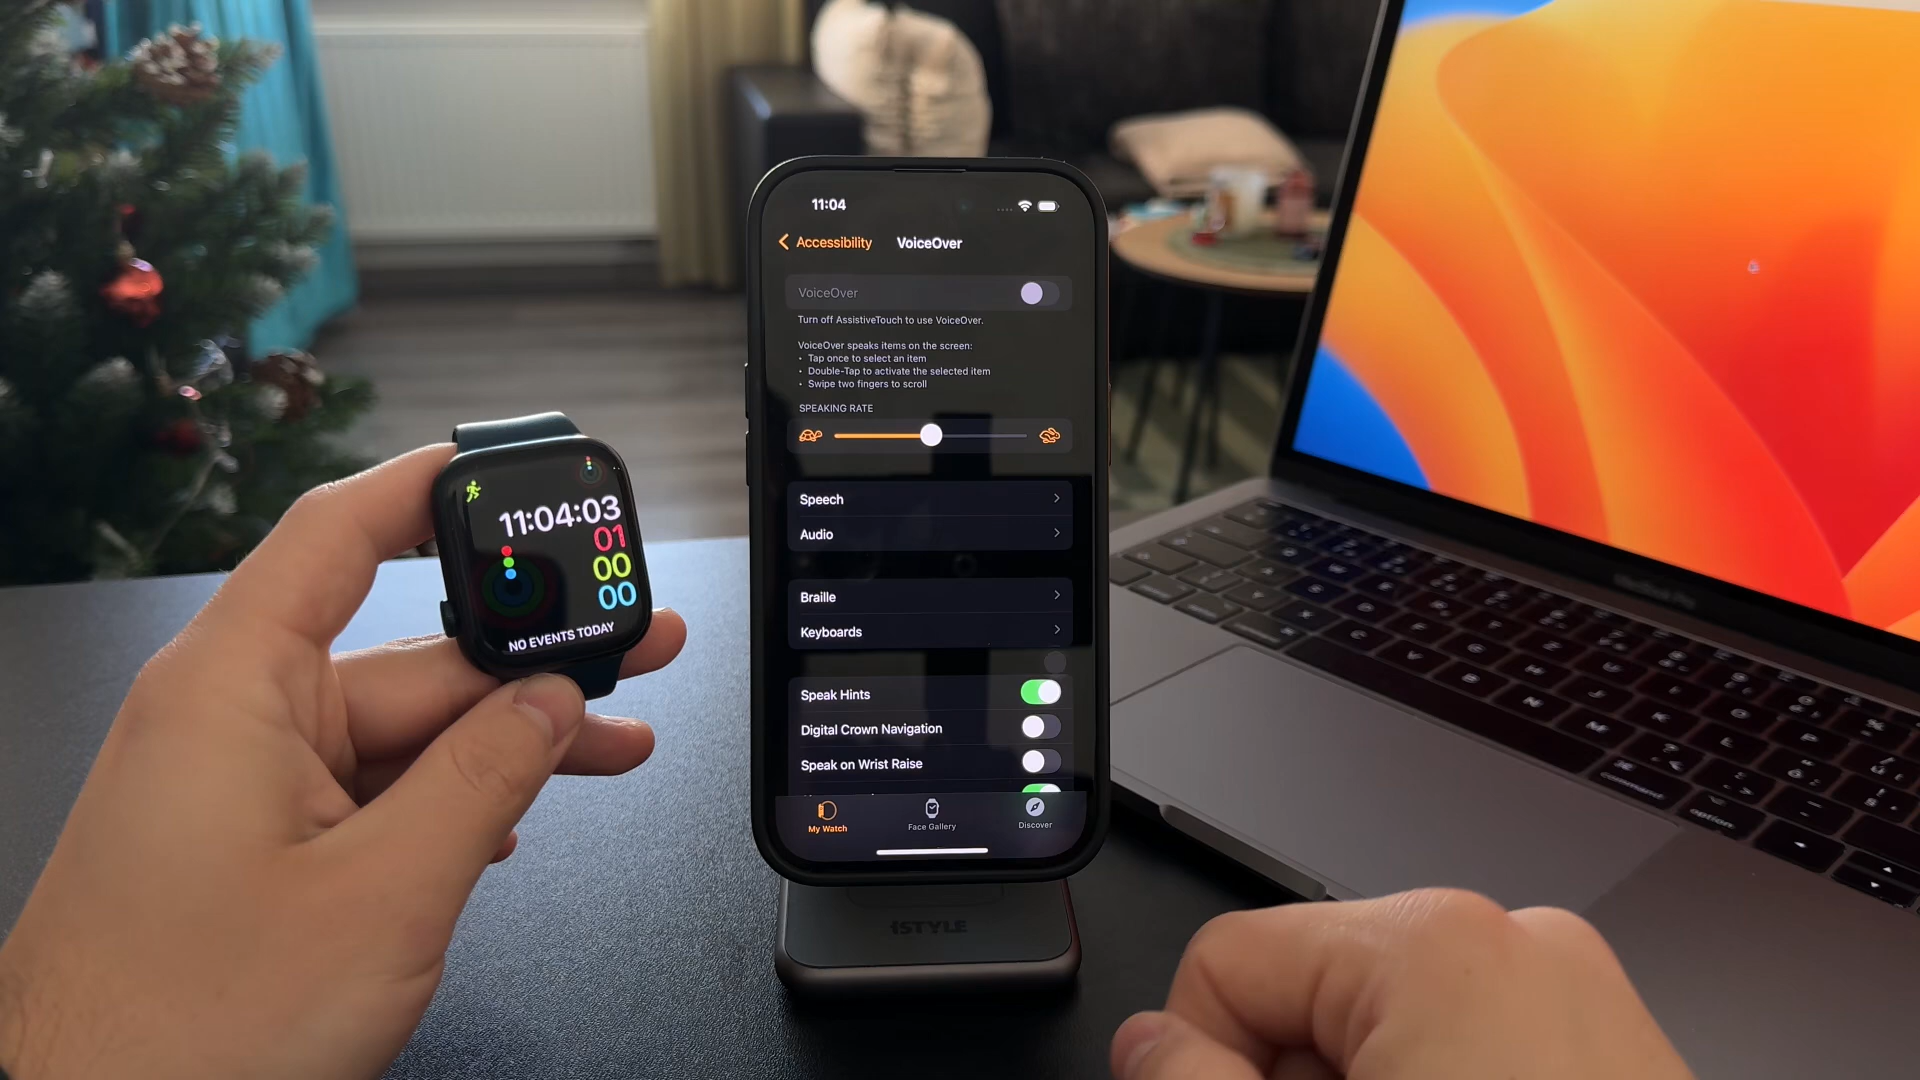 11:04
Accessibility
VoiceOver
VoiceOver
Turn off AssistiveTouch to use VoiceOver.
VoiceOver speaks items on the screen:
• Tap once to select an item
• Double-Tap to activate the selected item
• Swipe two fingers to scroll
SPEAKING RATE
Speech
Audio
Braille
Keyboards
Speak Hints
Digital Crown Navigation
Speak on Wrist Raise
My Watch
Face Gallery
Discover
iSTYLE
11:04:03
01
00
00
NO EVENTS TODAY
command
option